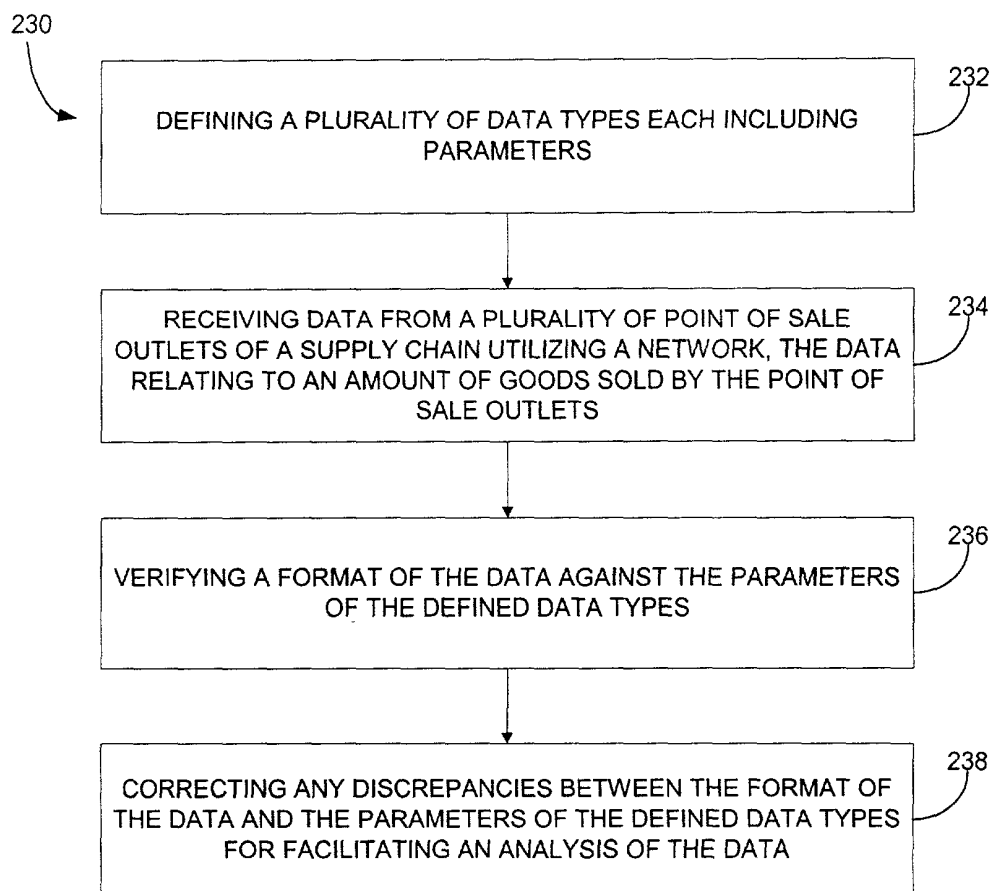 230
232
DEFINING A PLURALITY OF DATA TYPES EACH INCLUDING
PARAMETERS
234
RECEIVING DATA FROM A PLURALITY OF POINT OF SALE
OUTLETS OF A SUPPLY CHAIN UTILIZING A NETWORK, THE DATA
RELATING TO AN AMOUNT OF GOODS SOLD BY THE POINT OF
SALE OUTLETS
236
VERIFYING A FORMAT OF THE DATA AGAINST THE PARAMETERS
OF THE DEFINED DATA TYPES
238
CORRECTING ANY DISCREPANCIES BETWEEN THE FORMAT OF
THE DATA AND THE PARAMETERS OF THE DEFINED DATA TYPES
FOR FACILITATING AN ANALYSIS OF THE DATA